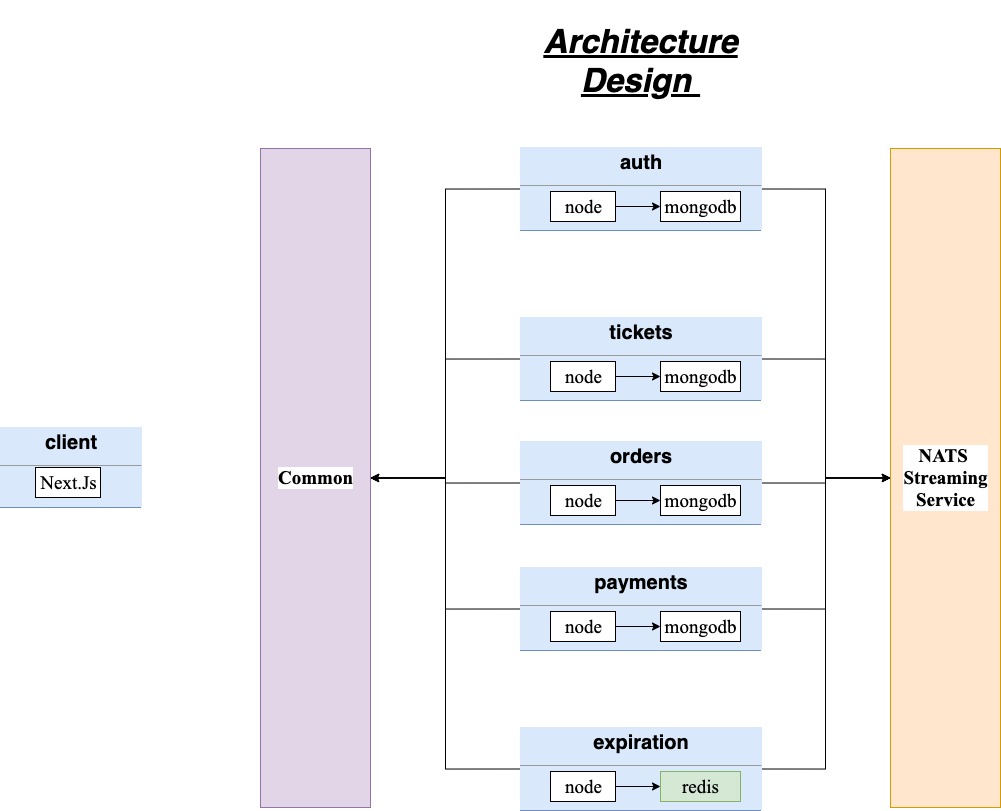 Architecture
Design
auth
node
mongodb
tickets
node
mongodb
client
Next.Js
Common
orders
node
mongodb
NATS
Streaming
Service
payments
node
mongodb
expiration
node
redis